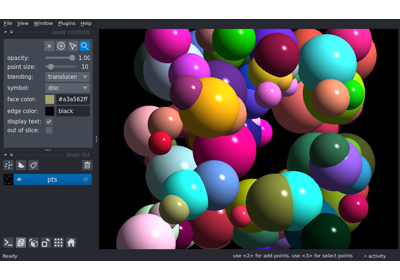 File View Window Plugins Help
layer controls
opacity: 1.00
point size: 10
blending: translucen
symbol: disc
face color: #a3a562ff
edge color: black
display text:
out of slice:
layer list
pts
Ready use <2> for add points, use <3> for select points activity